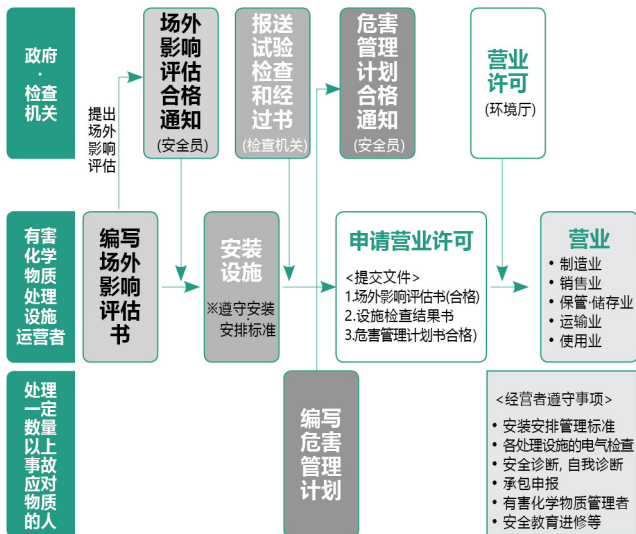 政府
·
检查
机关
提出
场外
影响
评估
场外
影响
评估
合格
通知
(安全员)
报送
试验
检查
和经
过书
(检查机关)
危害
管理
计划
合格
通知
(安全员)
营业
许可
(环境厅)
有害
化学
物质
处理
设施
运营者
编写
场外
影响
评估
书
安装
设施
※遵守安装
·
安排标准
申请营业许可
<提交文件>
1.场外影响评估书(合格)
2.设施检查结果书
3.危害管理计划书合格)
营业
• 制造业
• 销售业
• 保管·储存业
• 运输业
• 使用业
处理
一定
数量
以上
事故
应对
物质
的人
编写
危害
管理
计划
<经营者遵守事项>
• 安装安排管理标准
• 各处理设施的电气检查
• 安全诊断, 自我诊断
• 承包申报
• 有害化学物质管理者
• 安全教育进修等